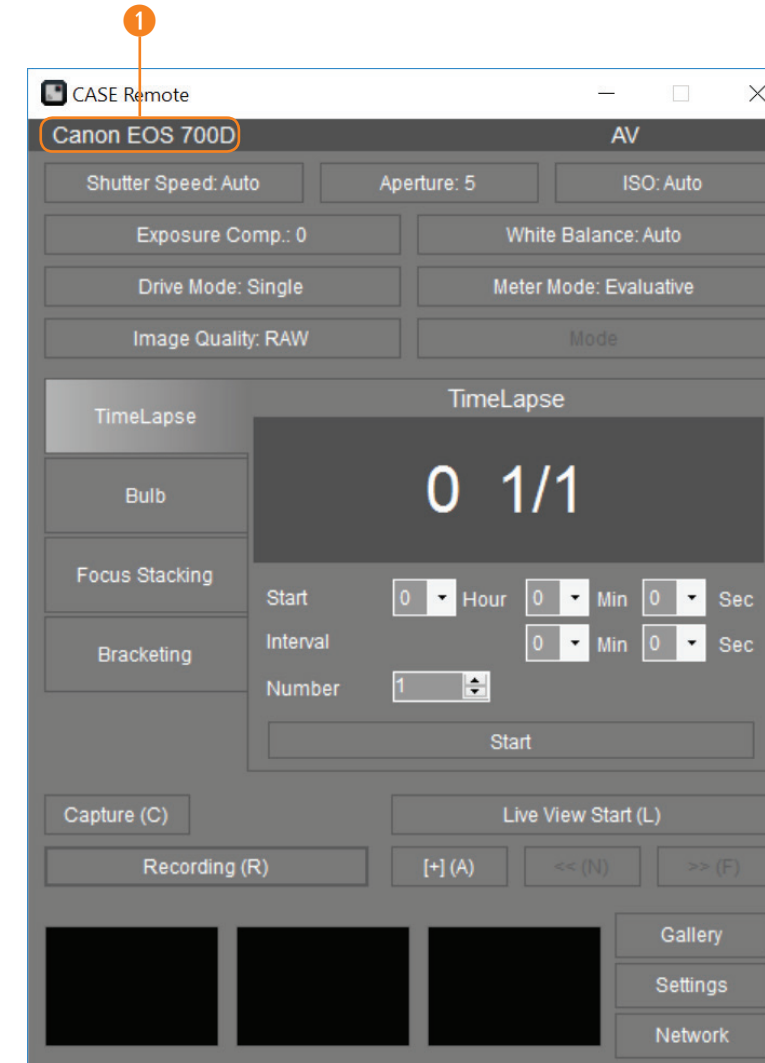 1
CASE Remote
Canon EOS 700D AV
Shutter Speed: Auto Aperture: 5 ISO: Auto
Exposure Comp.: 0 White Balance: Auto
Drive Mode: Single Meter Mode: Evaluative
Image Quality: RAW Mode
TimeLapse
TimeLapse
Bulb
0 1/1
Focus Stacking
Start 0 Hour 0 Min 0 Sec
Interval 0 Min 0 Sec
Bracketing
Number 1
Start
Capture (C) Live View Start (L)
Recording (R) [+] (A) << (N) >> (F)
Gallery
Settings
Network